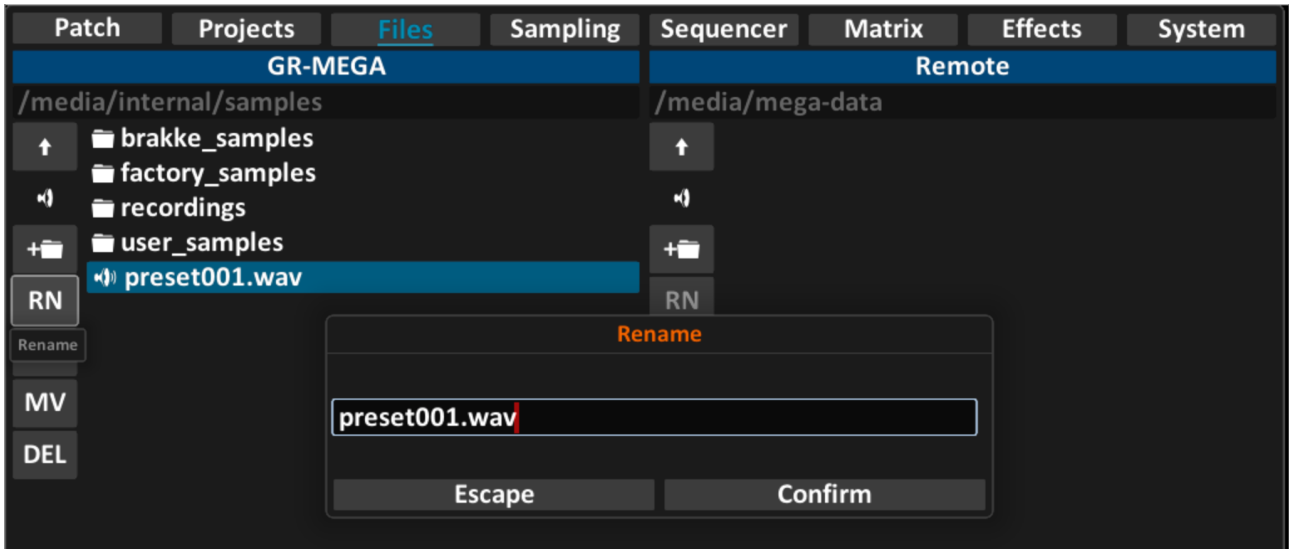 Patch Projects Files Sampling Sequencer Matrix Effects System
GR-MEGA Remote
/media/internal/samples /media/mega-data
brakke_samples
factory_samples
recordings
+ user_samples +
preset001.wav
RN RN
Rename
Rename
MV
preset001.wav
DEL
Escape Confirm